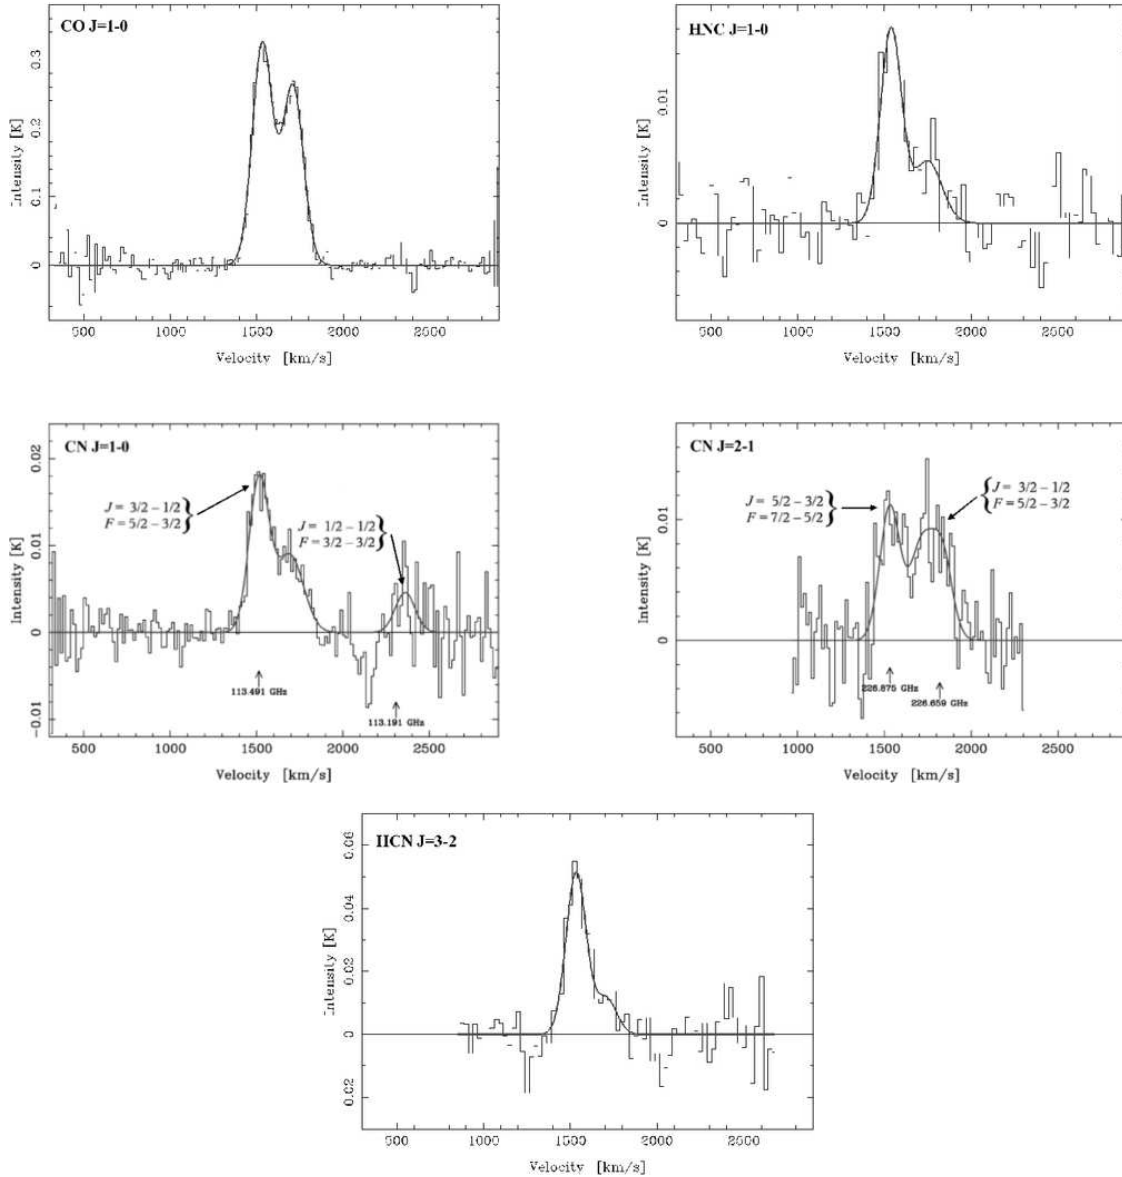 CO J=1-0
0.3
0.2
0.1
0
Intensity [K]
500 1000 1500 2000 2500
Velocity [km/s]
HNC J=1-0
0.01
0
Intensity [K]
500 1000 1500 2000 2500
Velocity [km/s]
CN J=1-0
0.02
0.01
0
−0.01
Intensity [K]
J = 3/2 – 1/2
F = 5/2 – 3/2
J = 1/2 – 1/2
F = 3/2 – 3/2
113.491 GHz
113.191 GHz
500 1000 1500 2000 2500
Velocity [km/s]
CN J=2-1
0.01
0
Intensity [K]
J = 5/2 – 3/2
F = 7/2 – 5/2
J = 3/2 – 1/2
F = 5/2 – 3/2
226.875 GHz
226.659 GHz
500 1000 1500 2000 2500
Velocity [km/s]
HCN J=3-2
0.06
0.04
0.02
0
0.02
Intensity [K]
500 1000 1500 2000 2500
Velocity [km/s]